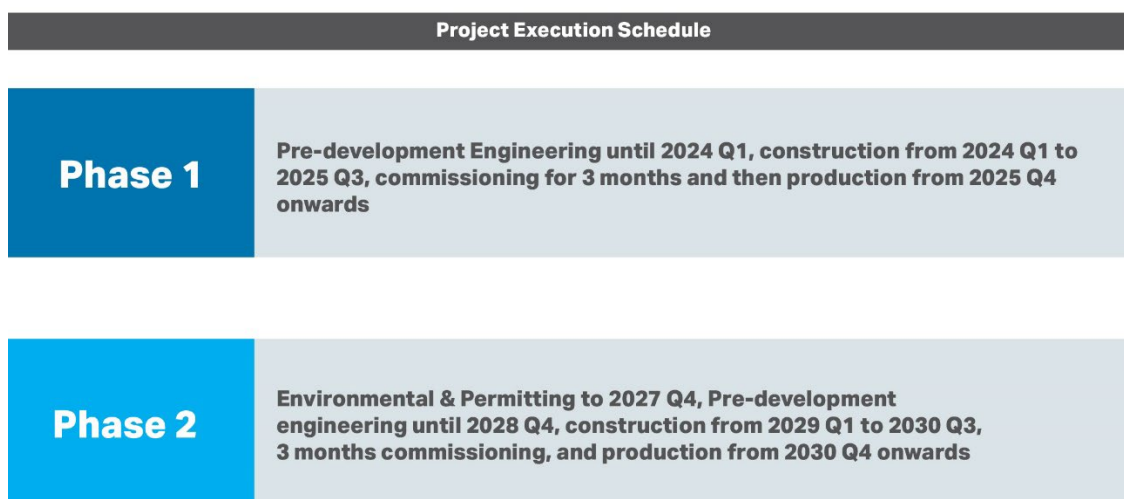 Project Execution Schedule
Phase 1
Pre-development Engineering until 2024 Q1, construction from 2024 Q1 to
2025 Q3, commissioning for 3 months and then production from 2025 Q4
onwards
Phase 2
Environmental & Permitting to 2027 Q4, Pre-development
engineering until 2028 Q4, construction from 2029 Q1 to 2030 Q3,
3 months commissioning, and production from 2030 Q4 onwards